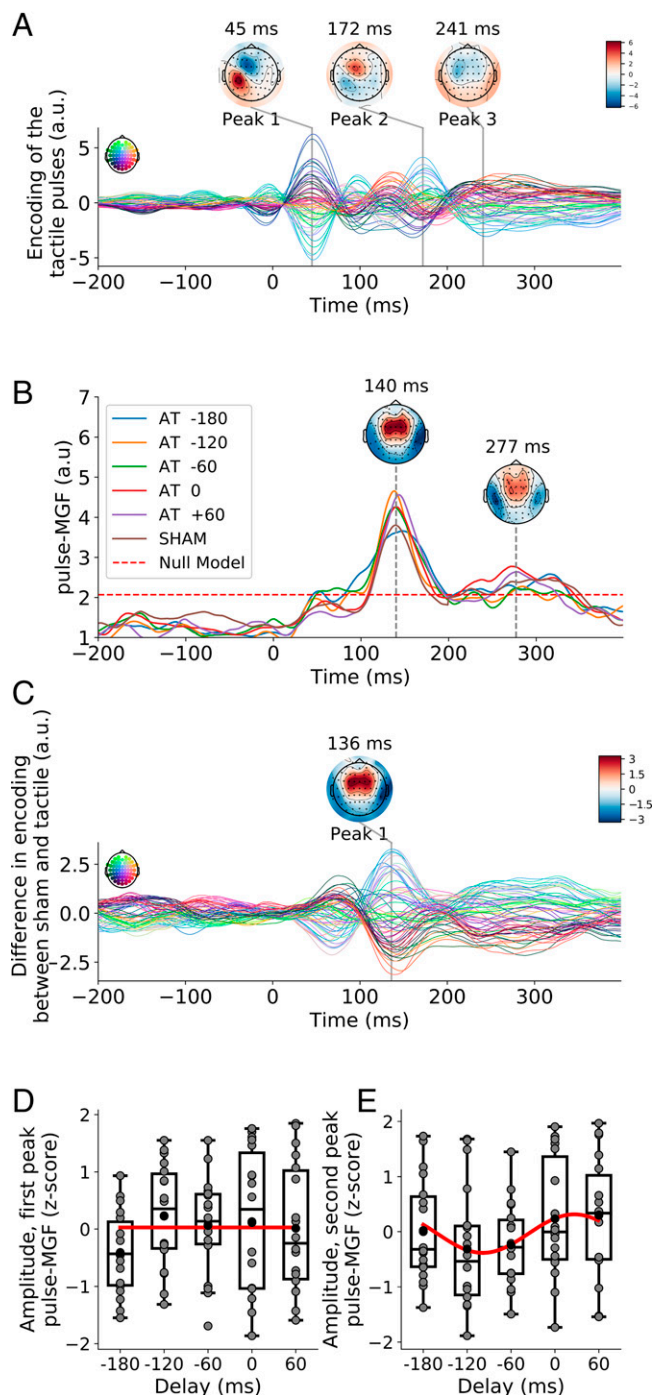 A
45 ms 172 ms 241 ms
6
4
2
0
-2
-4
-6
Peak 1 Peak 2 Peak 3
Encoding of the
tactile pulses (a.u.)
5
0
-5
-200 -100 0 100 200 300
Time (ms)
B
7
6
5
4
3
2
1
pulse-MGF (a.u)
AT -180
AT -120
AT -60
AT 0
AT +60
SHAM
Null Model
140 ms
277 ms
-200 -100 0 100 200 300
Time (ms)
C
136 ms
3
1.5
0
-1.5
-3
Peak 1
Difference in encoding
between sham and tactile (a.u.)
2.5
0.0
-2.5
-200 -100 0 100 200 300
Time (ms)
D
Amplitude, first peak
pulse-MGF (z-score)
2
1
0
−1
−2
-180 -120 -60 0 60
Delay (ms)
E
Amplitude, second peak
pulse-MGF (z-score)
2
1
0
−1
−2
-180 -120 -60 0 60
Delay (ms)